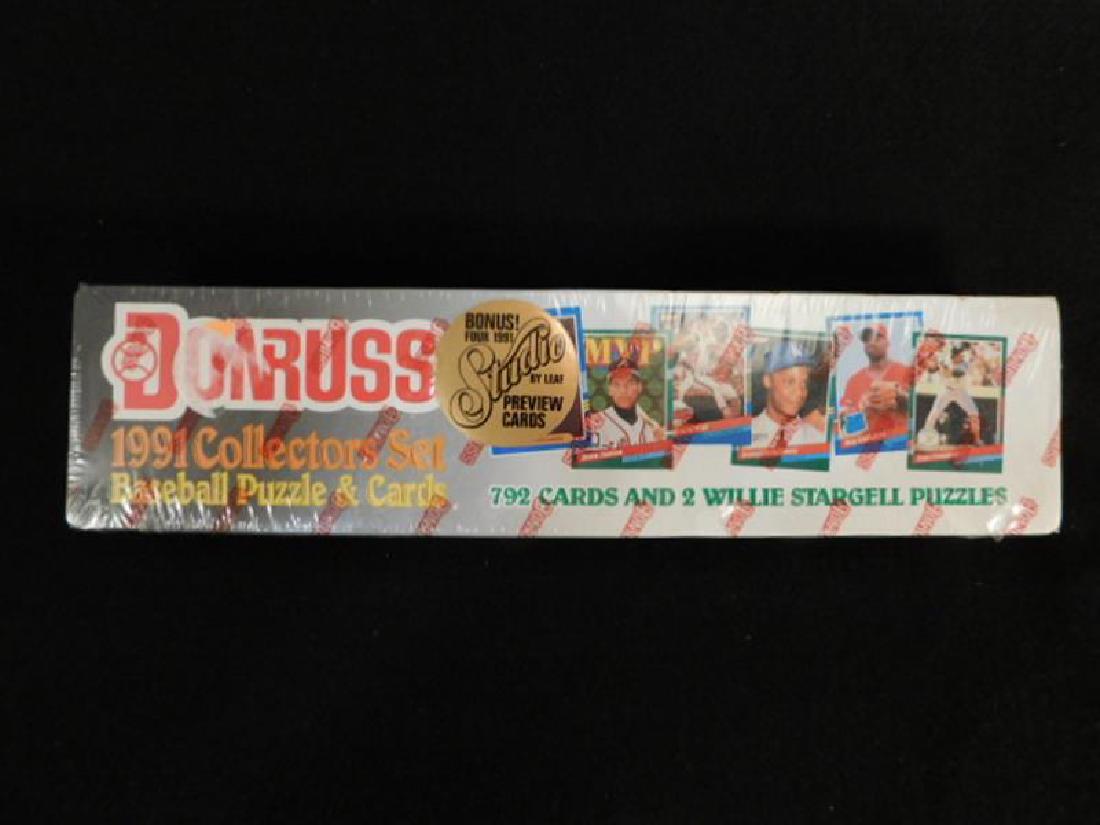 DONRUSS
1991 Collectors Set
Baseball Puzzle & Cards
BONUS!
FOUR 1991
Studio
BY LEAF
PREVIEW
CARDS
MVP
792 CARDS AND 2 WILLIE STARGELL PUZZLES